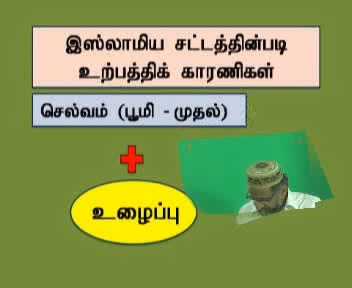 இஸ்லாமிய சட்டத்தின்படி
உற்பத்திக் காரணிகள்
செல்வம் (பூமி - முதல்)
உழைப்பு